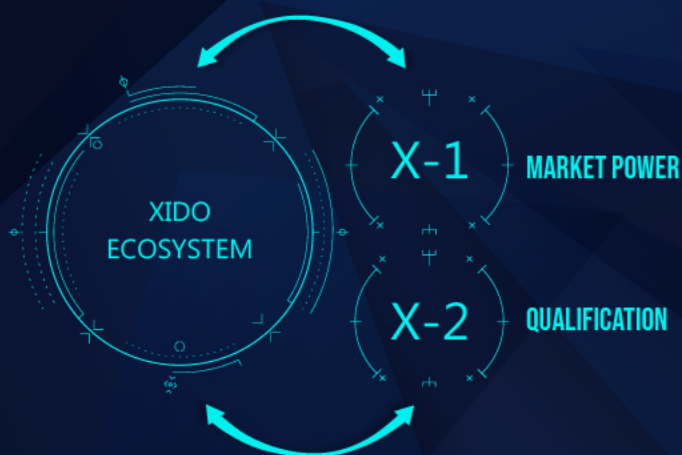 XIDO
ECOSYSTEM
X-1
MARKET POWER
X-2
QUALIFICATION